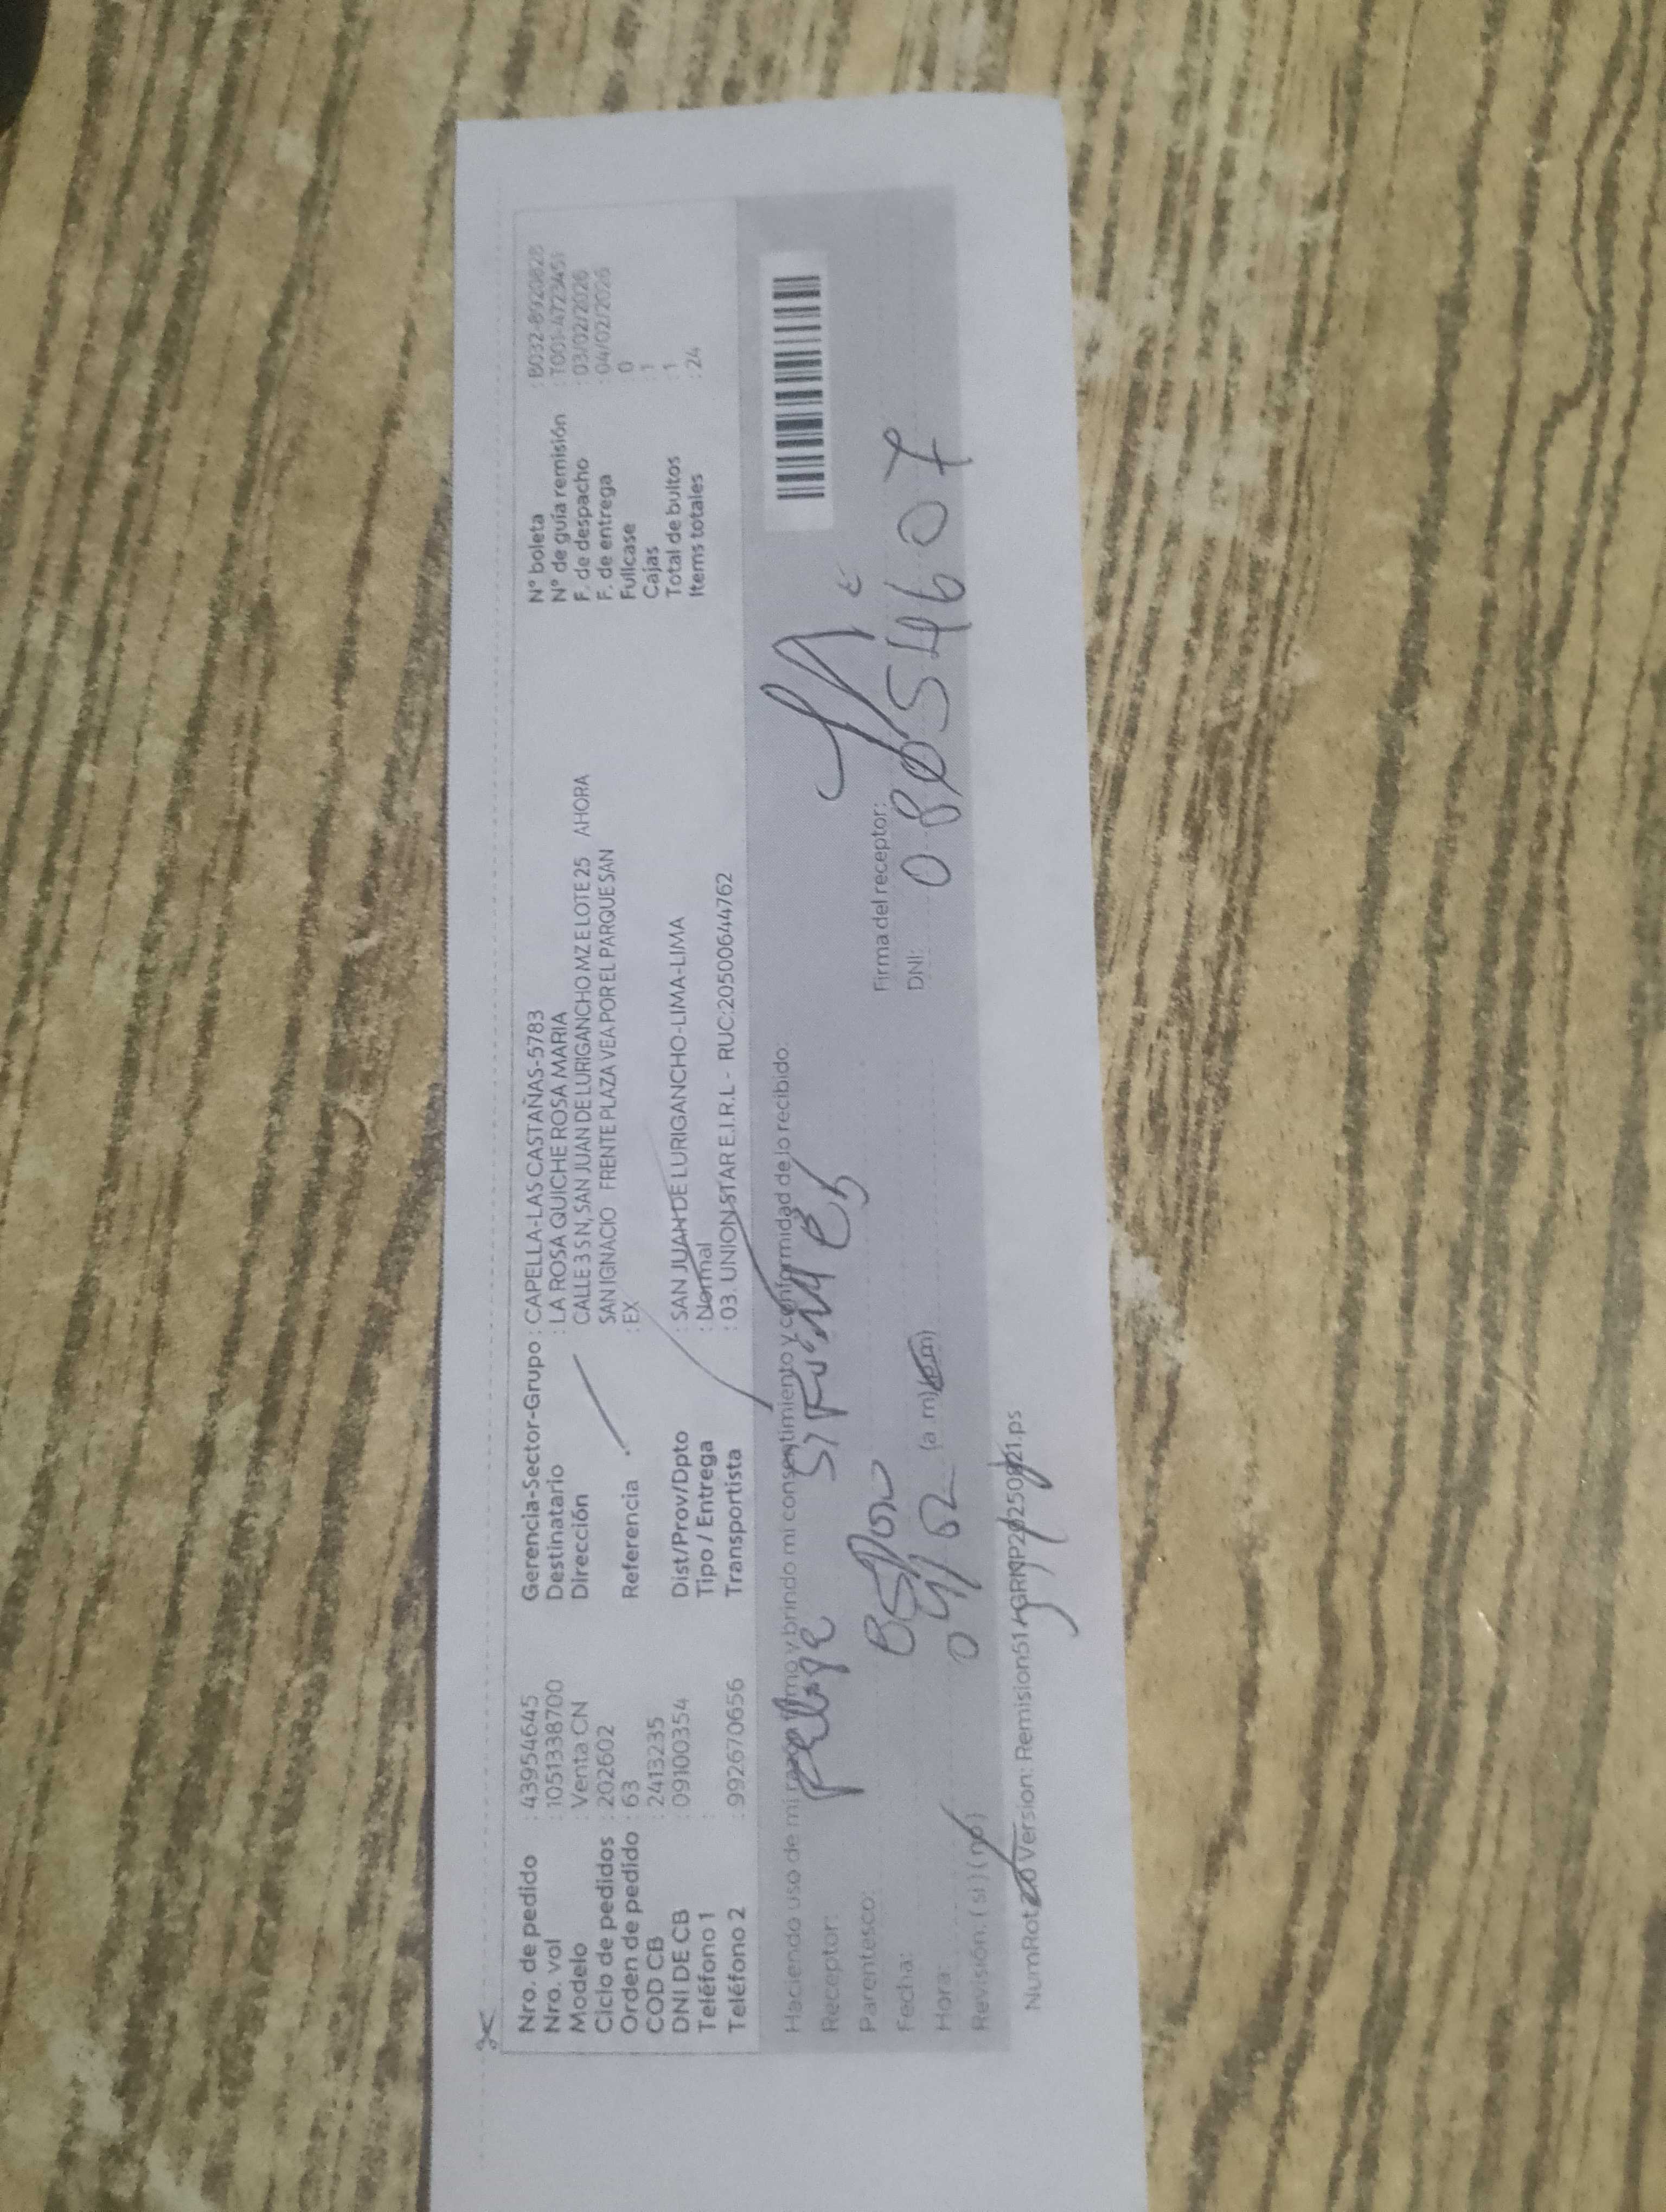 Nro. de pedido : 43954645 Gerencia-Sector-Grupo : CAPELLA-LAS CASTAÑAS-5783 N° boleta
Nro. vol : 1051338700 Destinatario : LA ROSA QUICHE ROSA MARIA N° de guía remisión
Modelo : Venta CN Dirección CALLE 3 S N, SAN JUAN DE LURIGANCHO MZ E LOTE 25 AHORA F. de despacho : 03/02/2026
Ciclo de pedidos : 202602 SAN IGNACIO FRENTE PLAZA VEA POR EL PARQUE SAN F. de entrega : 04/02/2026
Orden de pedido : 63 Referencia : EX Fullcase 0
COD CB : 2413235 Cajas : 1
DNI DE CB : 09100354 Dist/Prov/Dpto : SAN JUAN DE LURIGANCHO-LIMA-LIMA Total de bultos : 1
Teléfono 1 : Tipo / Entrega : Normal Items totales : 24
Teléfono 2 : 992670656 Transportista : 03. UNION STAR E.I.R.L - RUC:20500644762
Haciendo uso de mi y brindo mi consentimiento y conformidad de lo recibido:
Receptor:
Parentesco: Firma del receptor:
Fecha: DNI: 08054607
Hora: (a m) (p m)
Revisión: ( si ) ( no )
Version: